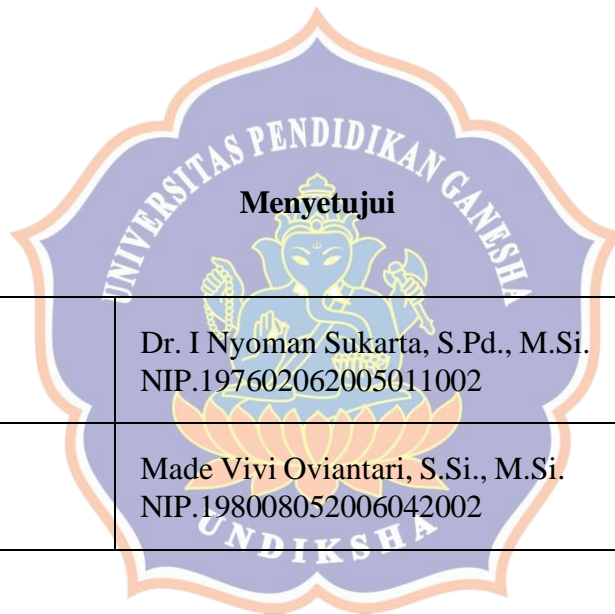 UNIVERSITAS PENDIDIKAN GANESHA
Menyetujui
Dr. I Nyoman Sukarta, S.Pd., M.Si.
NIP.197602062005011002
Made Vivi Oviantari, S.Si., M.Si.
NIP.198008052006042002
UNDIKSHA